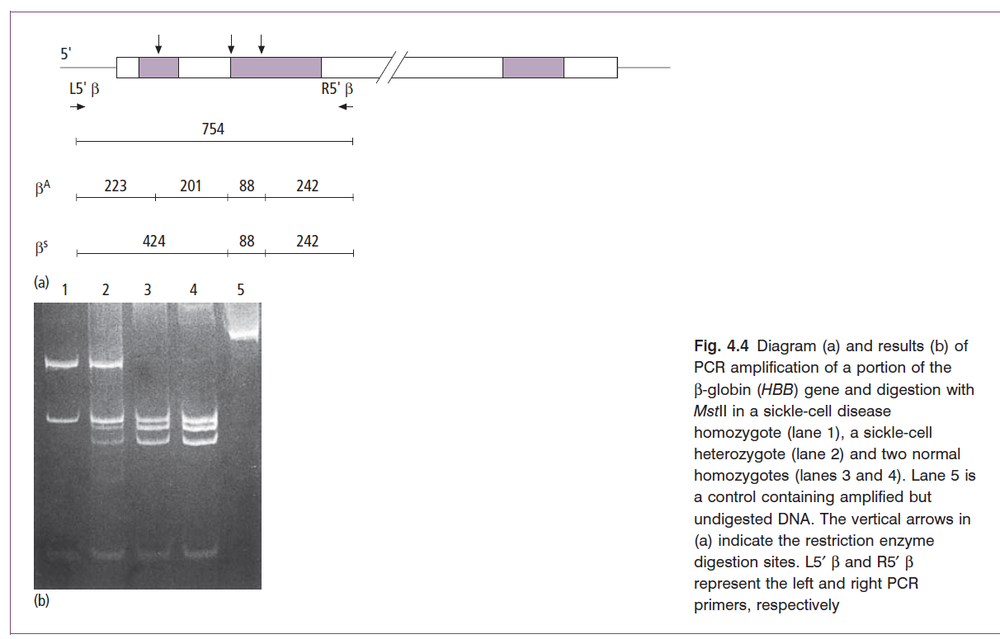 5'
L5' β R5' β
754
βA 223 201 88 242
βs 424 88 242
(a) 1 2 3 4 5
(b)
Fig. 4.4 Diagram (a) and results (b) of
PCR amplification of a portion of the
β-globin (HBB) gene and digestion with
MstII in a sickle-cell disease
homozygote (lane 1), a sickle-cell
heterozygote (lane 2) and two normal
homozygotes (lanes 3 and 4). Lane 5 is
a control containing amplified but
undigested DNA. The vertical arrows in
(a) indicate the restriction enzyme
digestion sites. L5′ β and R5′ β
represent the left and right PCR
primers, respectively